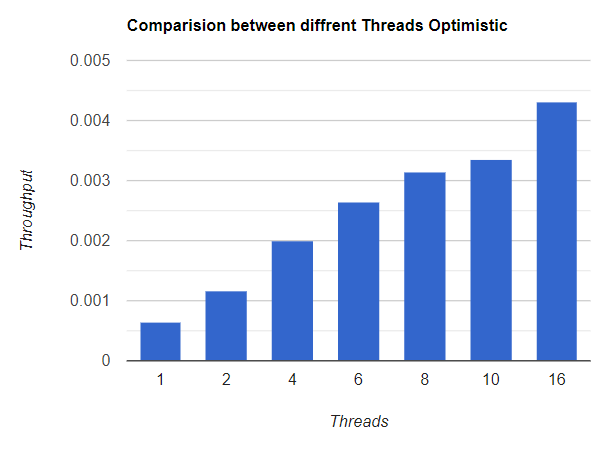 Comparision between diffrent Threads Optimistic
0.005
0.004
0.003
0.002
0.001
0
Throughput
1 2 4 6 8 10 16
Threads